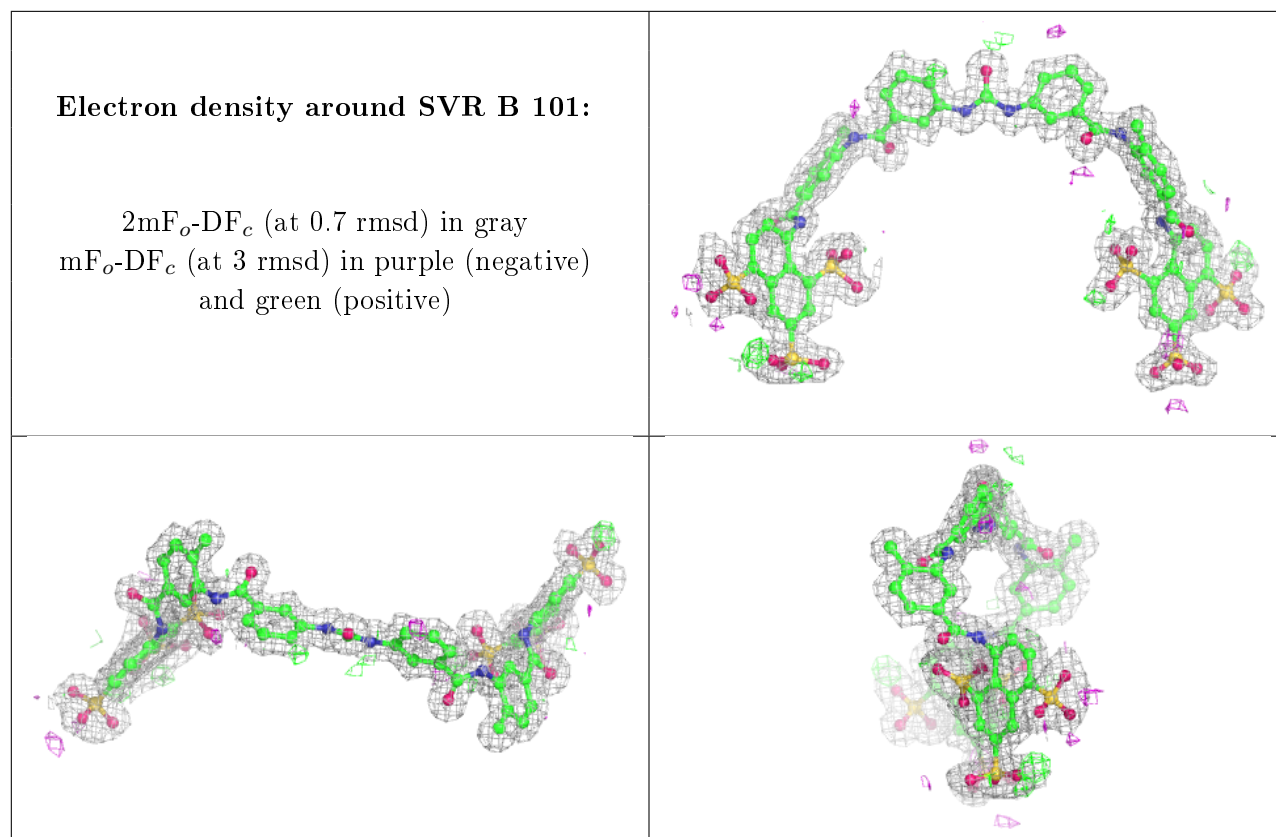 Electron density around SVR B 101:
2mFo-DFc (at 0.7 rmsd) in gray
mFo-DFc (at 3 rmsd) in purple (negative)
and green (positive)